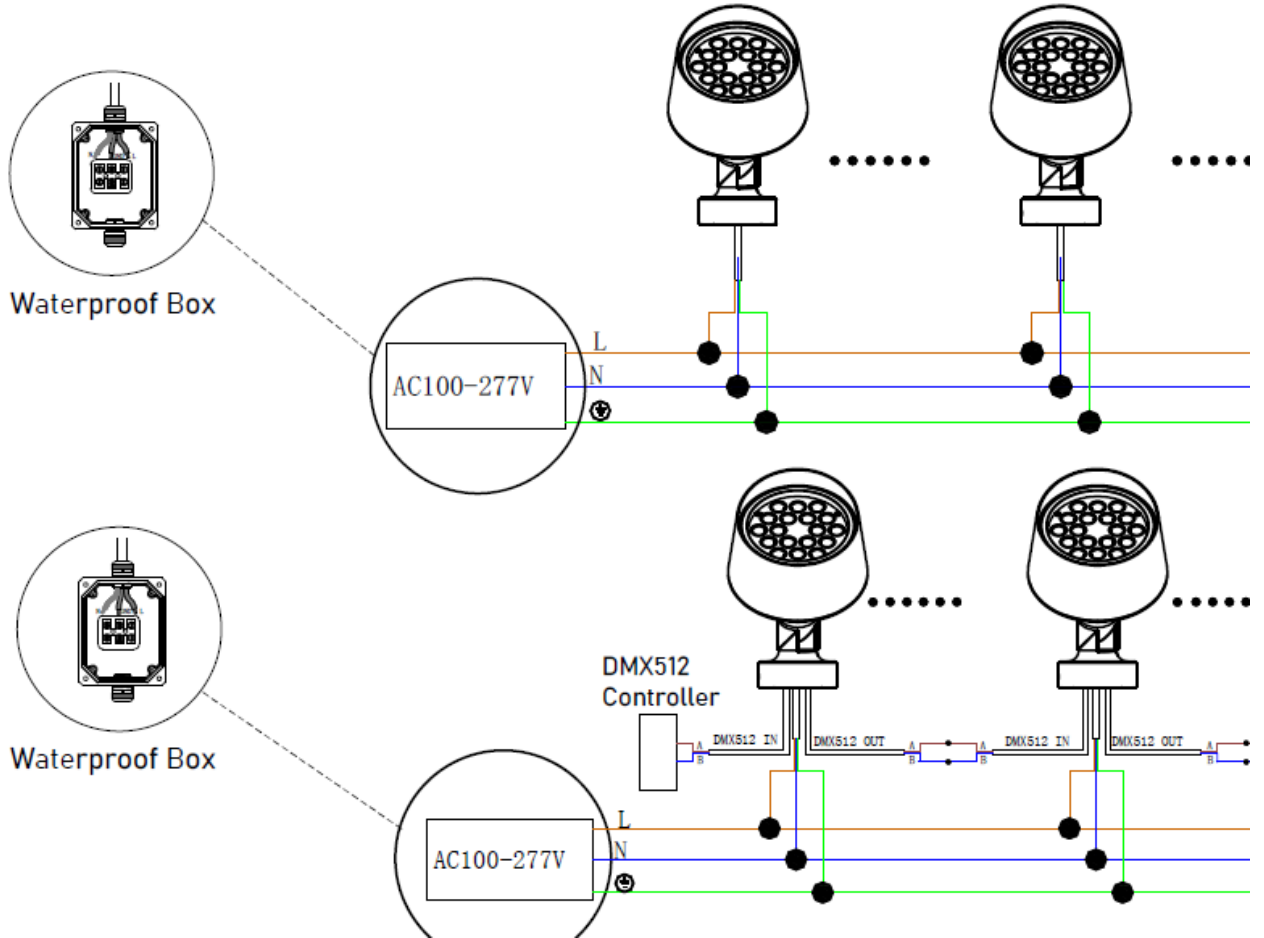 Waterproof Box
L
AC100-277V
N
DMX512
Controller
A
B
DMX512 IN
DMX512 OUT
A
B
A
B
DMX512 IN
DMX512 OUT
A
B
Waterproof Box
L
AC100-277V
N